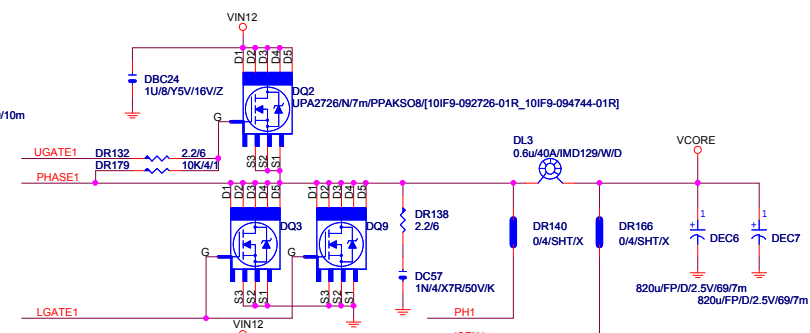 VIN12
D1 D2 D3 D4 D5
DBC24
1U/8/Y5V/16V/Z
DQ2
UPA2726/N/7m/PPAKSO8/[10IF9-092726-01R_10IF9-094744-01R]
/10m
G
S3 S2 S1
UGATE1
DR132 2.2/6
DR179 10K/4/1
PHASE1
DL3
0.6u/40A/IMD129/W/D
VCORE
D1 D2 D3 D4 D5
D1 D2 D3 D4 D5
DQ3
DQ9
G
G
S3 S2 S1
S3 S2 S1
DR138
2.2/6
DC57
1N/4/X7R/50V/K
DR140
0/4/SHT/X
DR166
0/4/SHT/X
1
+
DEC6
1
+
DEC7
820u/FP/D/2.5V/69/7m
820u/FP/D/2.5V/69/7m
LGATE1
VIN12
PH1